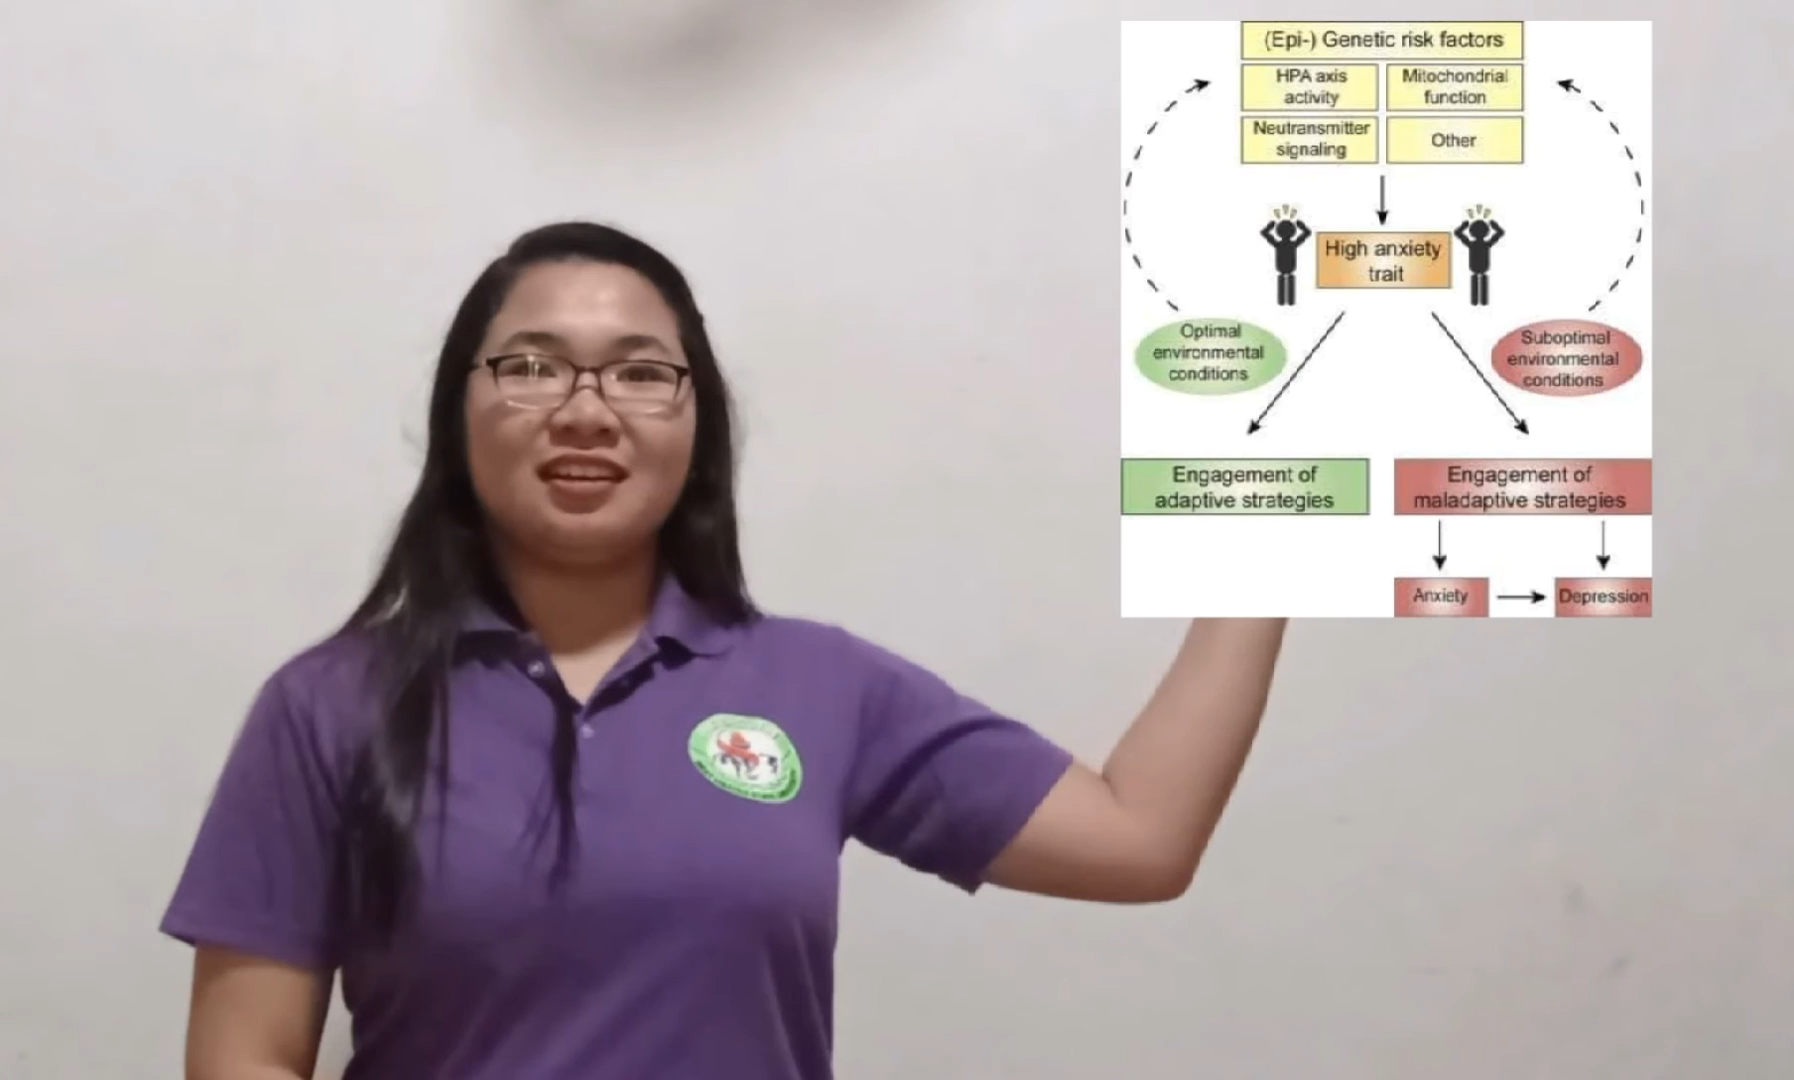 (Epi-) Genetic risk factors
HPA axis
activity
Mitochondrial
function
Neutransmitter
signaling
Other
High anxiety
trait
Optimal
environmental
conditions
Suboptimal
environmental
conditions
Engagement of
adaptive strategies
Engagement of
maladaptive strategies
Anxiety
Depression